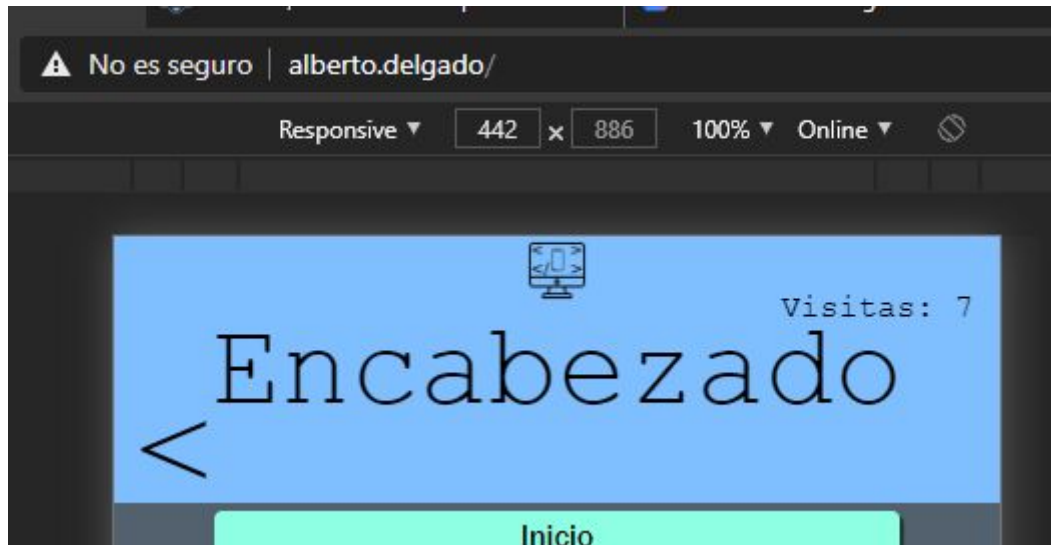 No es seguro | alberto.delgado/
Responsive ▼ 442 x 886 100% ▼ Online ▼
< >
</ >
Visitas: 7
Encabezado
<
Inicio